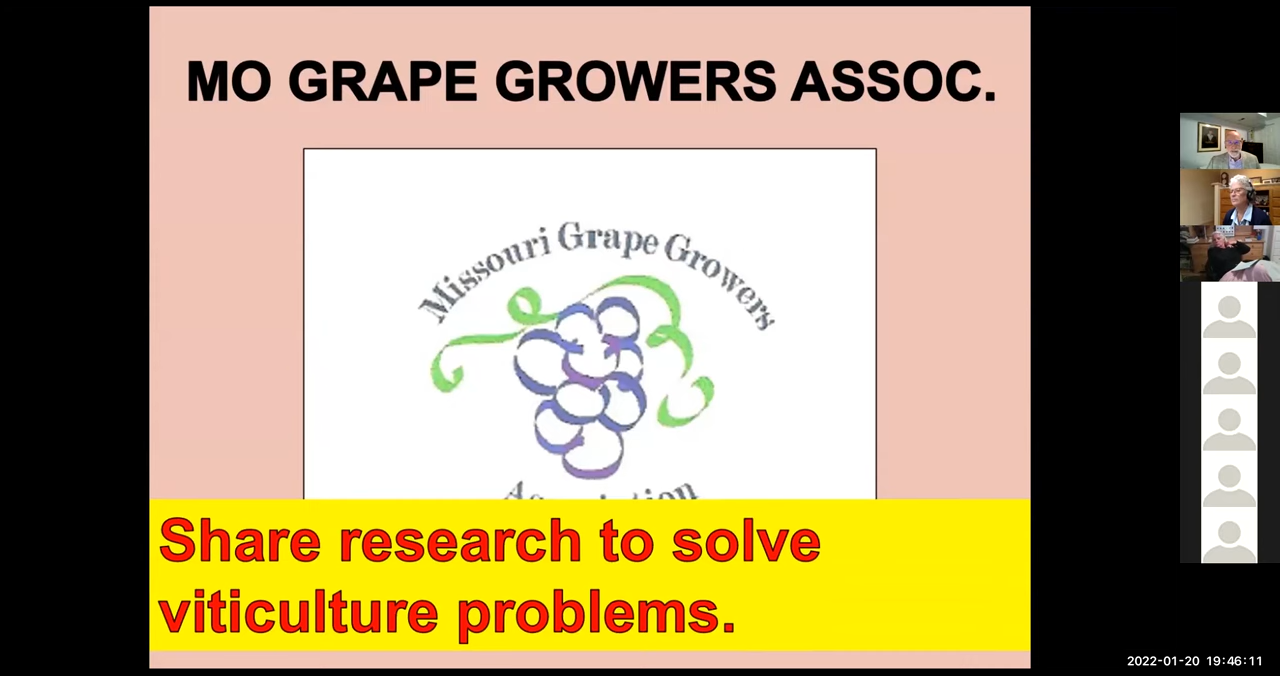 MO GRAPE GROWERS ASSOC.
Missouri Grape Growers
Share research to solve
viticulture problems.
2022-01-20 19:46:11